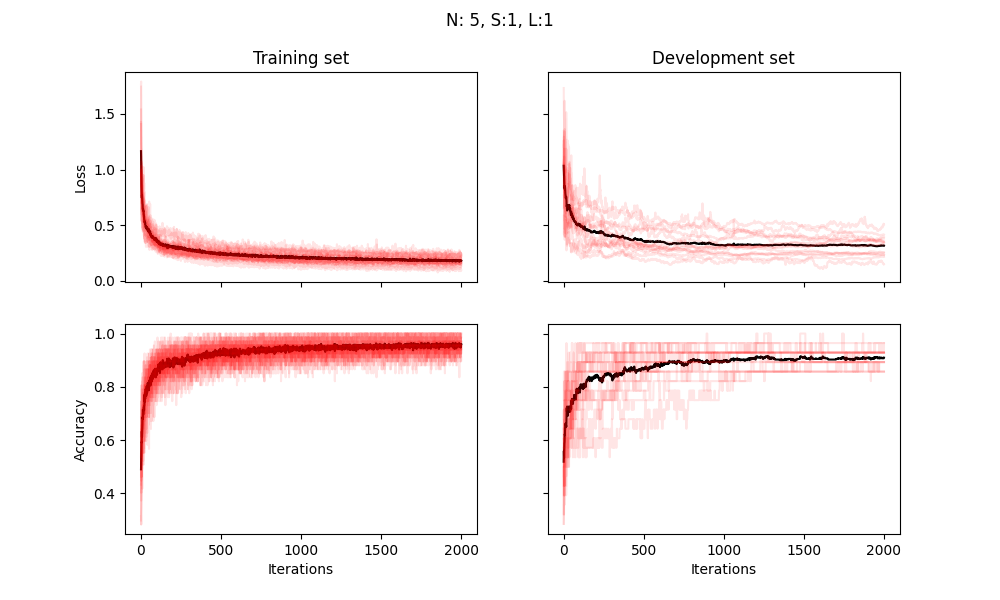 N: 5, S:1, L:1
Training set
Development set
Loss
1.5
1.0
0.5
0.0
Accuracy
1.0
0.8
0.6
0.4
0 500 1000 1500 2000
0 500 1000 1500 2000
Iterations
Iterations